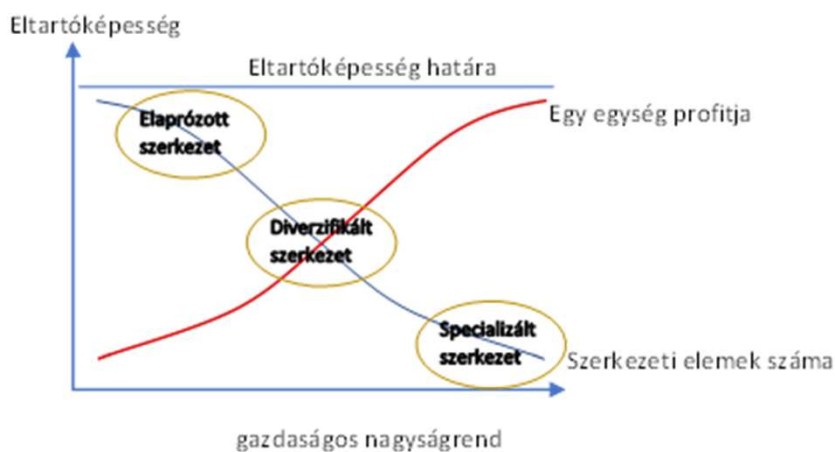 Eltartóképesség
Eltartóképesség határa
Egy egység profitja
Elaprózott
szerkezet
Diverzifikált
szerkezet
Specializált
szerkezet
Szerkezeti elemek száma
gazdaságos nagyságrend